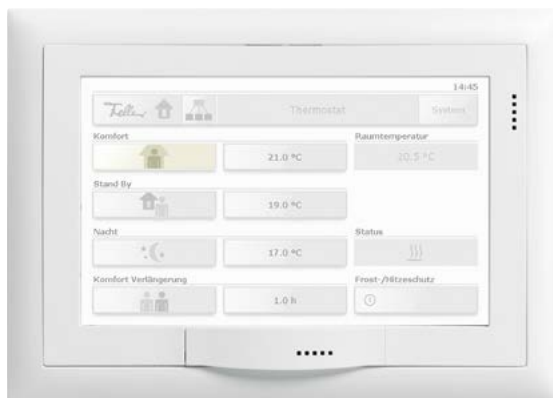 14:45
Feller Thermostat System
Komfort Raumtemperatur
21.0 °C 20.5 °C
Stand By
19.0 °C
Nacht Status
17.0 °C
Komfort Verlängerung Frost-/Hitzeschutz
1.0 h